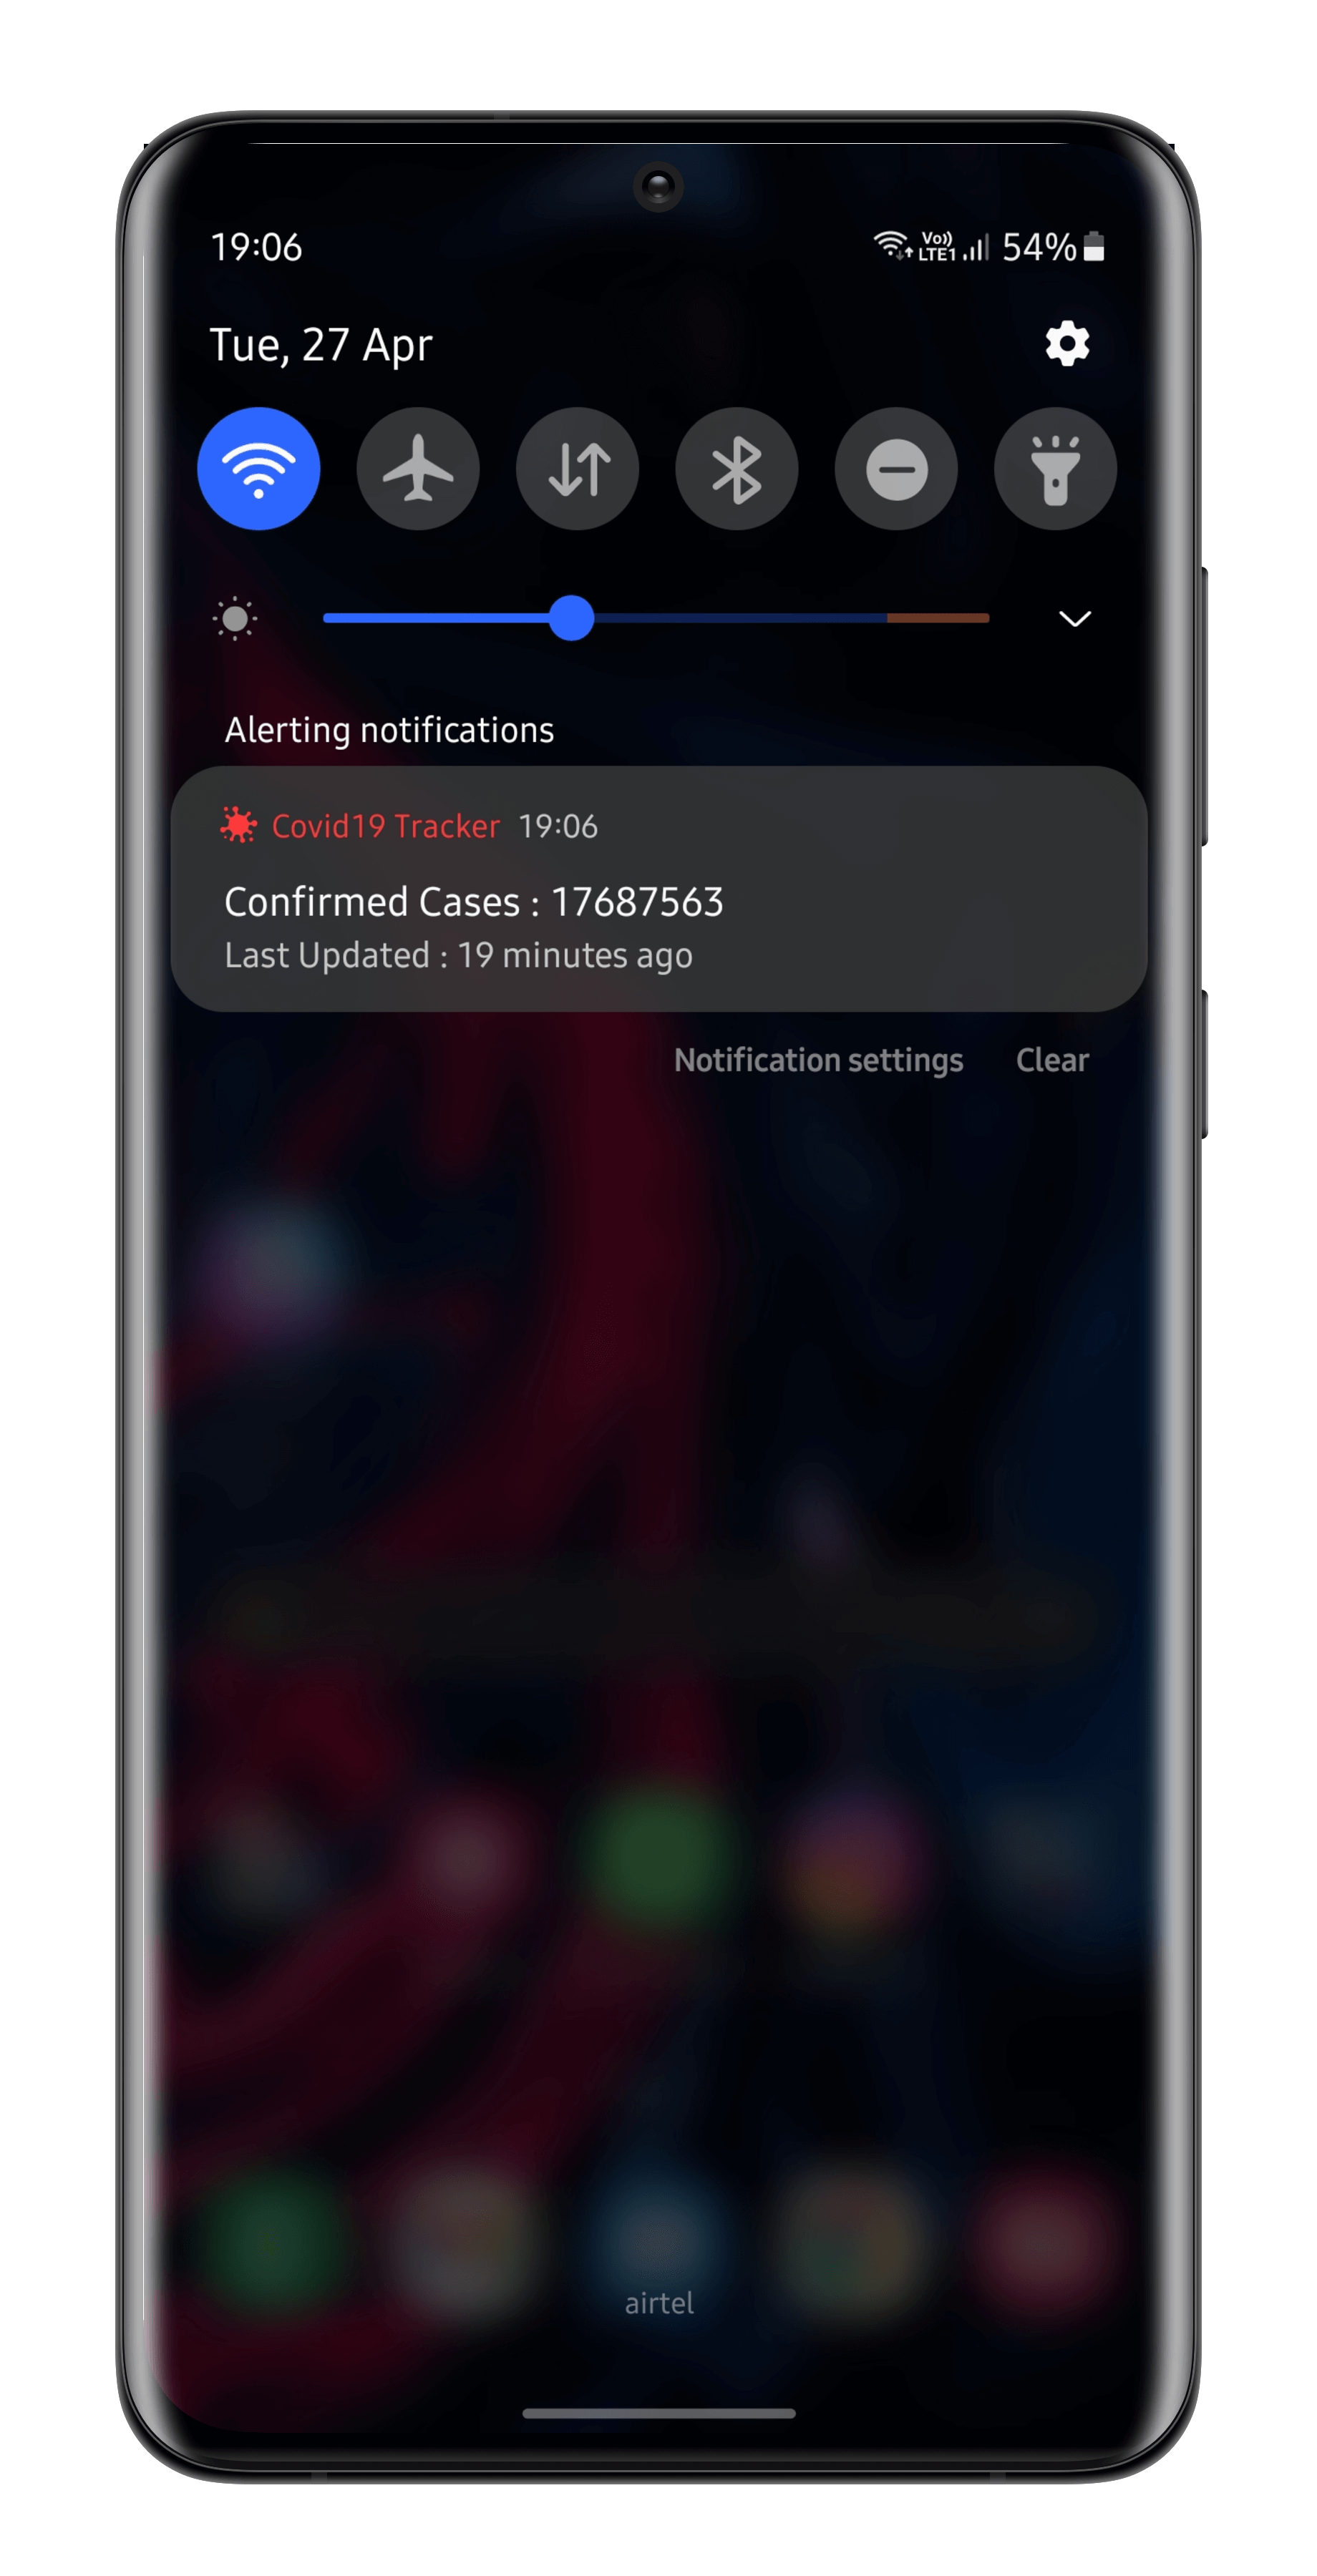 19:06 Vo)) LTE1 54%
Tue, 27 Apr
Alerting notifications
Covid19 Tracker 19:06
Confirmed Cases : 17687563
Last Updated : 19 minutes ago
Notification settings Clear
airtel